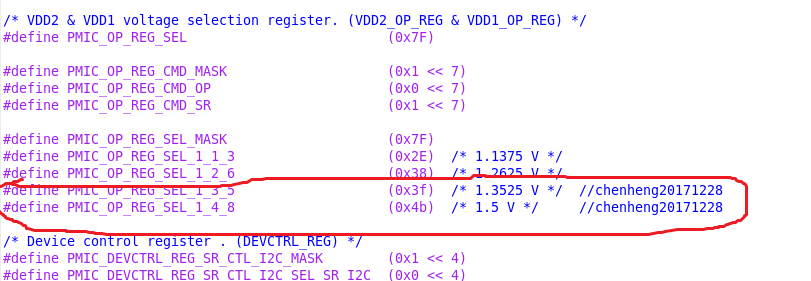 /* VDD2 & VDD1 voltage selection register. (VDD2_OP_REG & VDD1_OP_REG) */
#define PMIC_OP_REG_SEL (0x7F)
#define PMIC_OP_REG_CMD_MASK (0x1 << 7)
#define PMIC_OP_REG_CMD_OP (0x0 << 7)
#define PMIC_OP_REG_CMD_SR (0x1 << 7)
#define PMIC_OP_REG_SEL_MASK (0x7F)
#define PMIC_OP_REG_SEL_1_1_3 (0x2E) /* 1.1375 V */
#define PMIC_OP_REG_SEL_1_2_6 (0x38) /* 1.2625 V */
#define PMIC_OP_REG_SEL_1_3_5 (0x3f) /* 1.3525 V */ //chenheng20171228
#define PMIC_OP_REG_SEL_1_4_8 (0x4b) /* 1.5 V */ //chenheng20171228
/* Device control register . (DEVCTRL_REG) */
#define PMIC_DEVCTRL_REG_SR_CTL_I2C_MASK (0x1 << 4)
#define PMIC_DEVCTRL_REG_SR_CTL_I2C_SEL_SR_I2C (0x0 << 4)